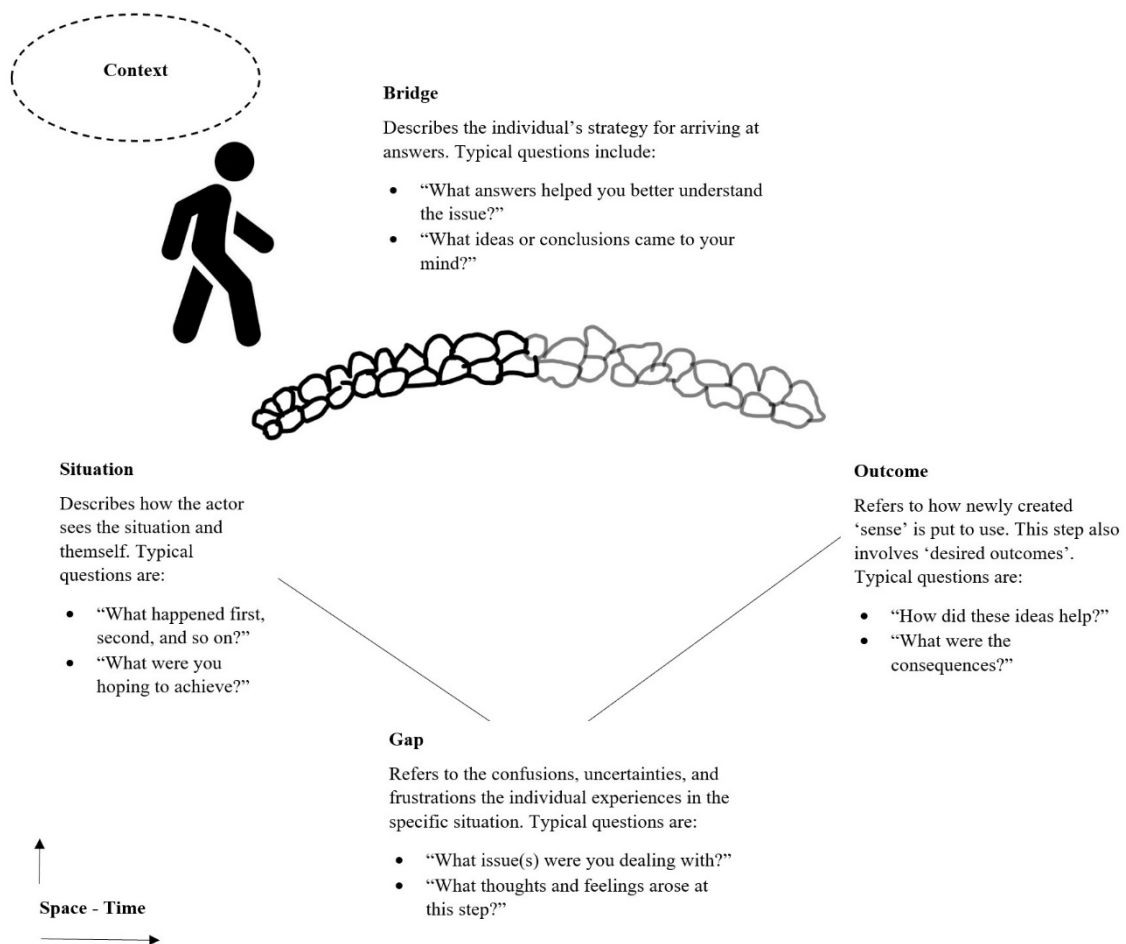 Context
Bridge
Describes the individual’s strategy for arriving at
answers. Typical questions include:
• “What answers helped you better understand
the issue?”
• “What ideas or conclusions came to your
mind?”
Situation
Describes how the actor
sees the situation and
themself. Typical
questions are:
• “What happened first,
second, and so on?”
• “What were you
hoping to achieve?”
Outcome
Refers to how newly created
‘sense’ is put to use. This step also
involves ‘desired outcomes’.
Typical questions are:
• “How did these ideas help?”
• “What were the
consequences?”
Gap
Refers to the confusions, uncertainties, and
frustrations the individual experiences in the
specific situation. Typical questions are:
• “What issue(s) were you dealing with?”
• “What thoughts and feelings arose at
this step?”
Space - Time